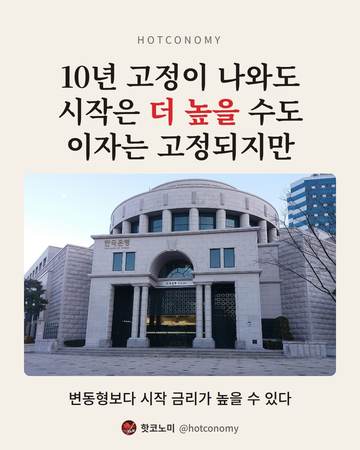 HOTCONOMY
10년 고정이 나와도
시작은 더 높을 수도
이자는 고정되지만
한국은행
변동형보다 시작 금리가 높을 수 있다
핫코노미 @hotconomy